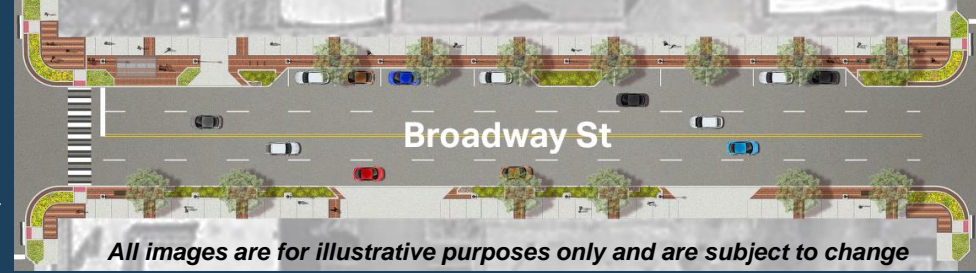 Broadway St
All images are for illustrative purposes only and are subject to change